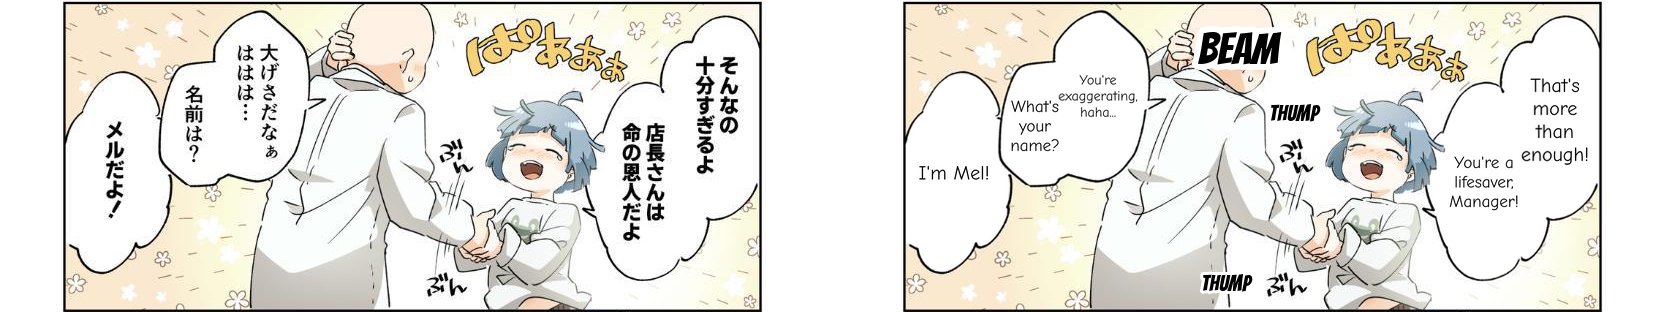 そんなの
十分すぎるよ
店長さんは
命の恩人だよ
ぱぁぁぁ
大げさだなぁ
ははは…
名前は？
ぶん
ぶん
メルだよ！
That's
more
than
enough!
You're a
lifesaver,
Manager!
ぱぁぁぁ
BEAM
THUMP
ぶん
THUMP
ぶん
You're
exaggerating,
haha...
What's
your
name?
I'm Mel!